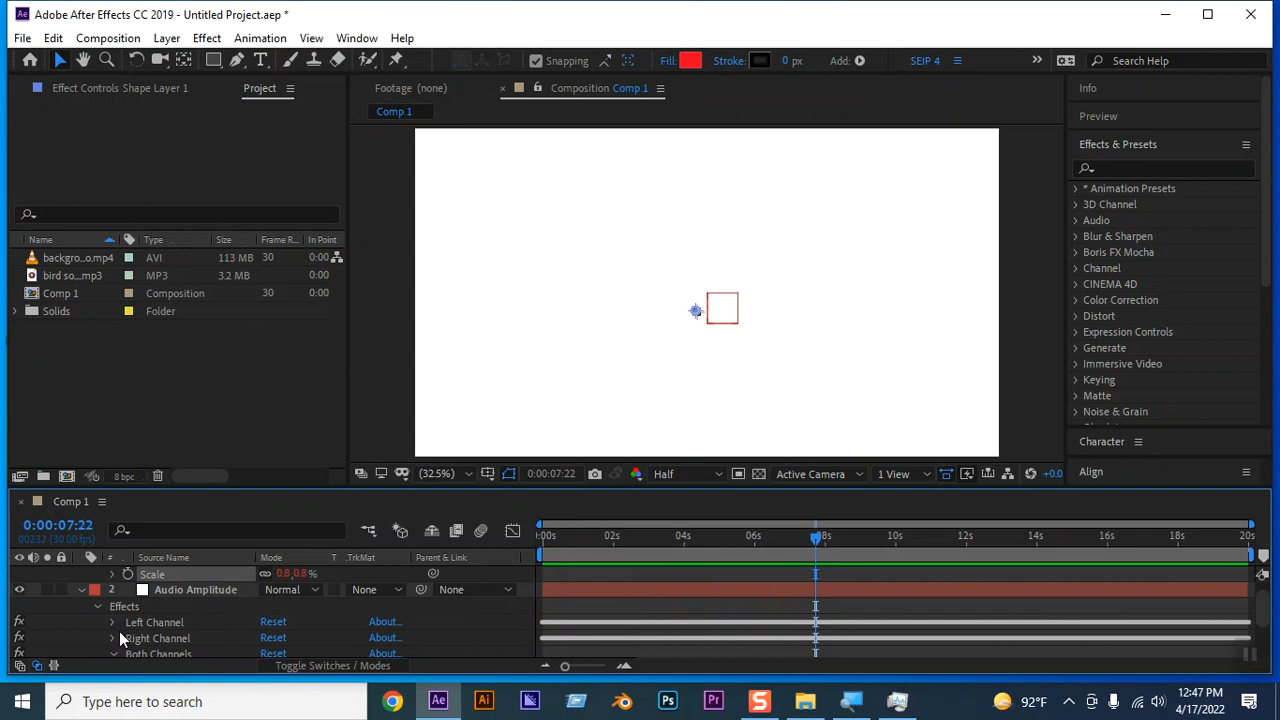 Adobe After Effects CC 2019 - Untitled Project.aep *
File Edit Composition Layer Effect Animation View Window Help
Snapping Fill: Stroke: 0 px Add: SEIP 4 Search Help
Effect Controls Shape Layer 1 Project Footage (none) Composition Comp 1 Info
Comp 1
Preview
Effects & Presets
* Animation Presets
3D Channel
Audio
Blur & Sharpen
Boris FX Mocha
Channel
CINEMA 4D
Color Correction
Distort
Expression Controls
Generate
Immersive Video
Keying
Matte
Noise & Grain
Character
Align
Name Type Size Frame R... In Point
backgro...o.mp4 AVI 113 MB 30 0:00
bird so...mp3 MP3 3.2 MB 0:00
Comp 1 Composition 30 0:00
Solids Folder
8 bpc (32.5%) 0:00:07:22 Half Active Camera 1 View +0.0
Comp 1
0:00:07:22
00232 (30.00 fps)
:00s 02s 04s 06s 08s 10s 12s 14s 16s 18s 20s
# Source Name Mode T .TrkMat Parent & Link
Scale 0.8,0.8 %
2 Audio Amplitude Normal None None
Effects
Left Channel Reset About...
Right Channel Reset About...
Both Channels Reset About...
Toggle Switches / Modes
Type here to search
92°F
12:47 PM
4/17/2022